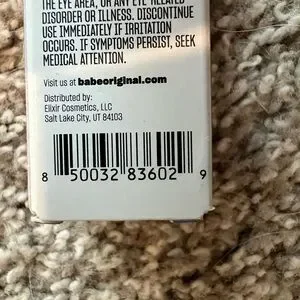 THE EYE AREA, OR ANY EYE-RELATED
DISORDER OR ILLNESS. DISCONTINUE
USE IMMEDIATELY IF IRRITATION
OCCURS. IF SYMPTOMS PERSIST, SEEK
MEDICAL ATTENTION.
Visit us at babeoriginal.com
Distributed by:
Elixir Cosmetics, LLC
Salt Lake City, UT 84103
8 50032 83602 9